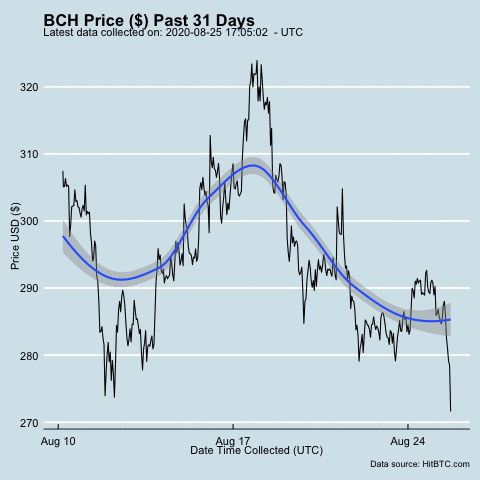 BCH Price ($) Past 31 Days
Latest data collected on: 2020-08-25 17:05:02 - UTC
Price USD ($)
320
310
300
290
280
270
Aug 10
Aug 17
Aug 24
Date Time Collected (UTC)
Data source: HitBTC.com